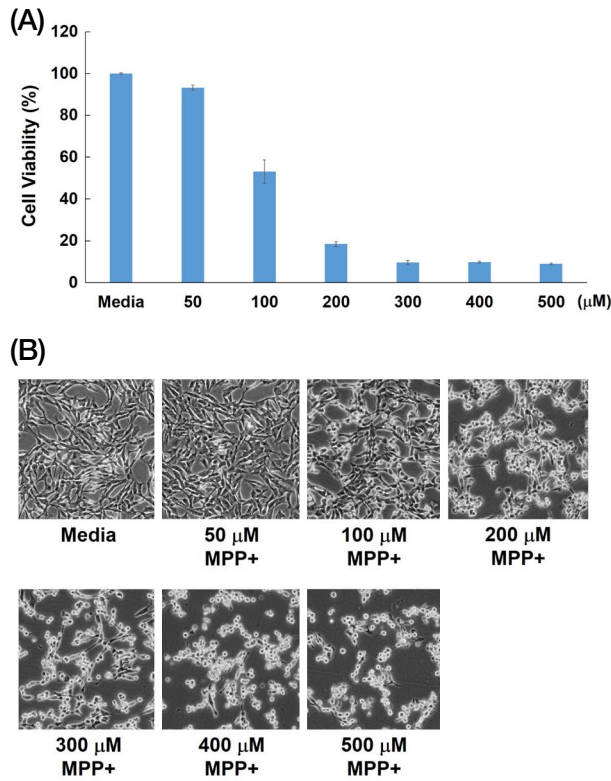 (A)
120
100
80
60
40
20
0
Cell Viability (%)
Media 50 100 200 300 400 500 (μM)
(B)
Media
50 μM
MPP+
100 μM
MPP+
200 μM
MPP+
300 μM
MPP+
400 μM
MPP+
500 μM
MPP+